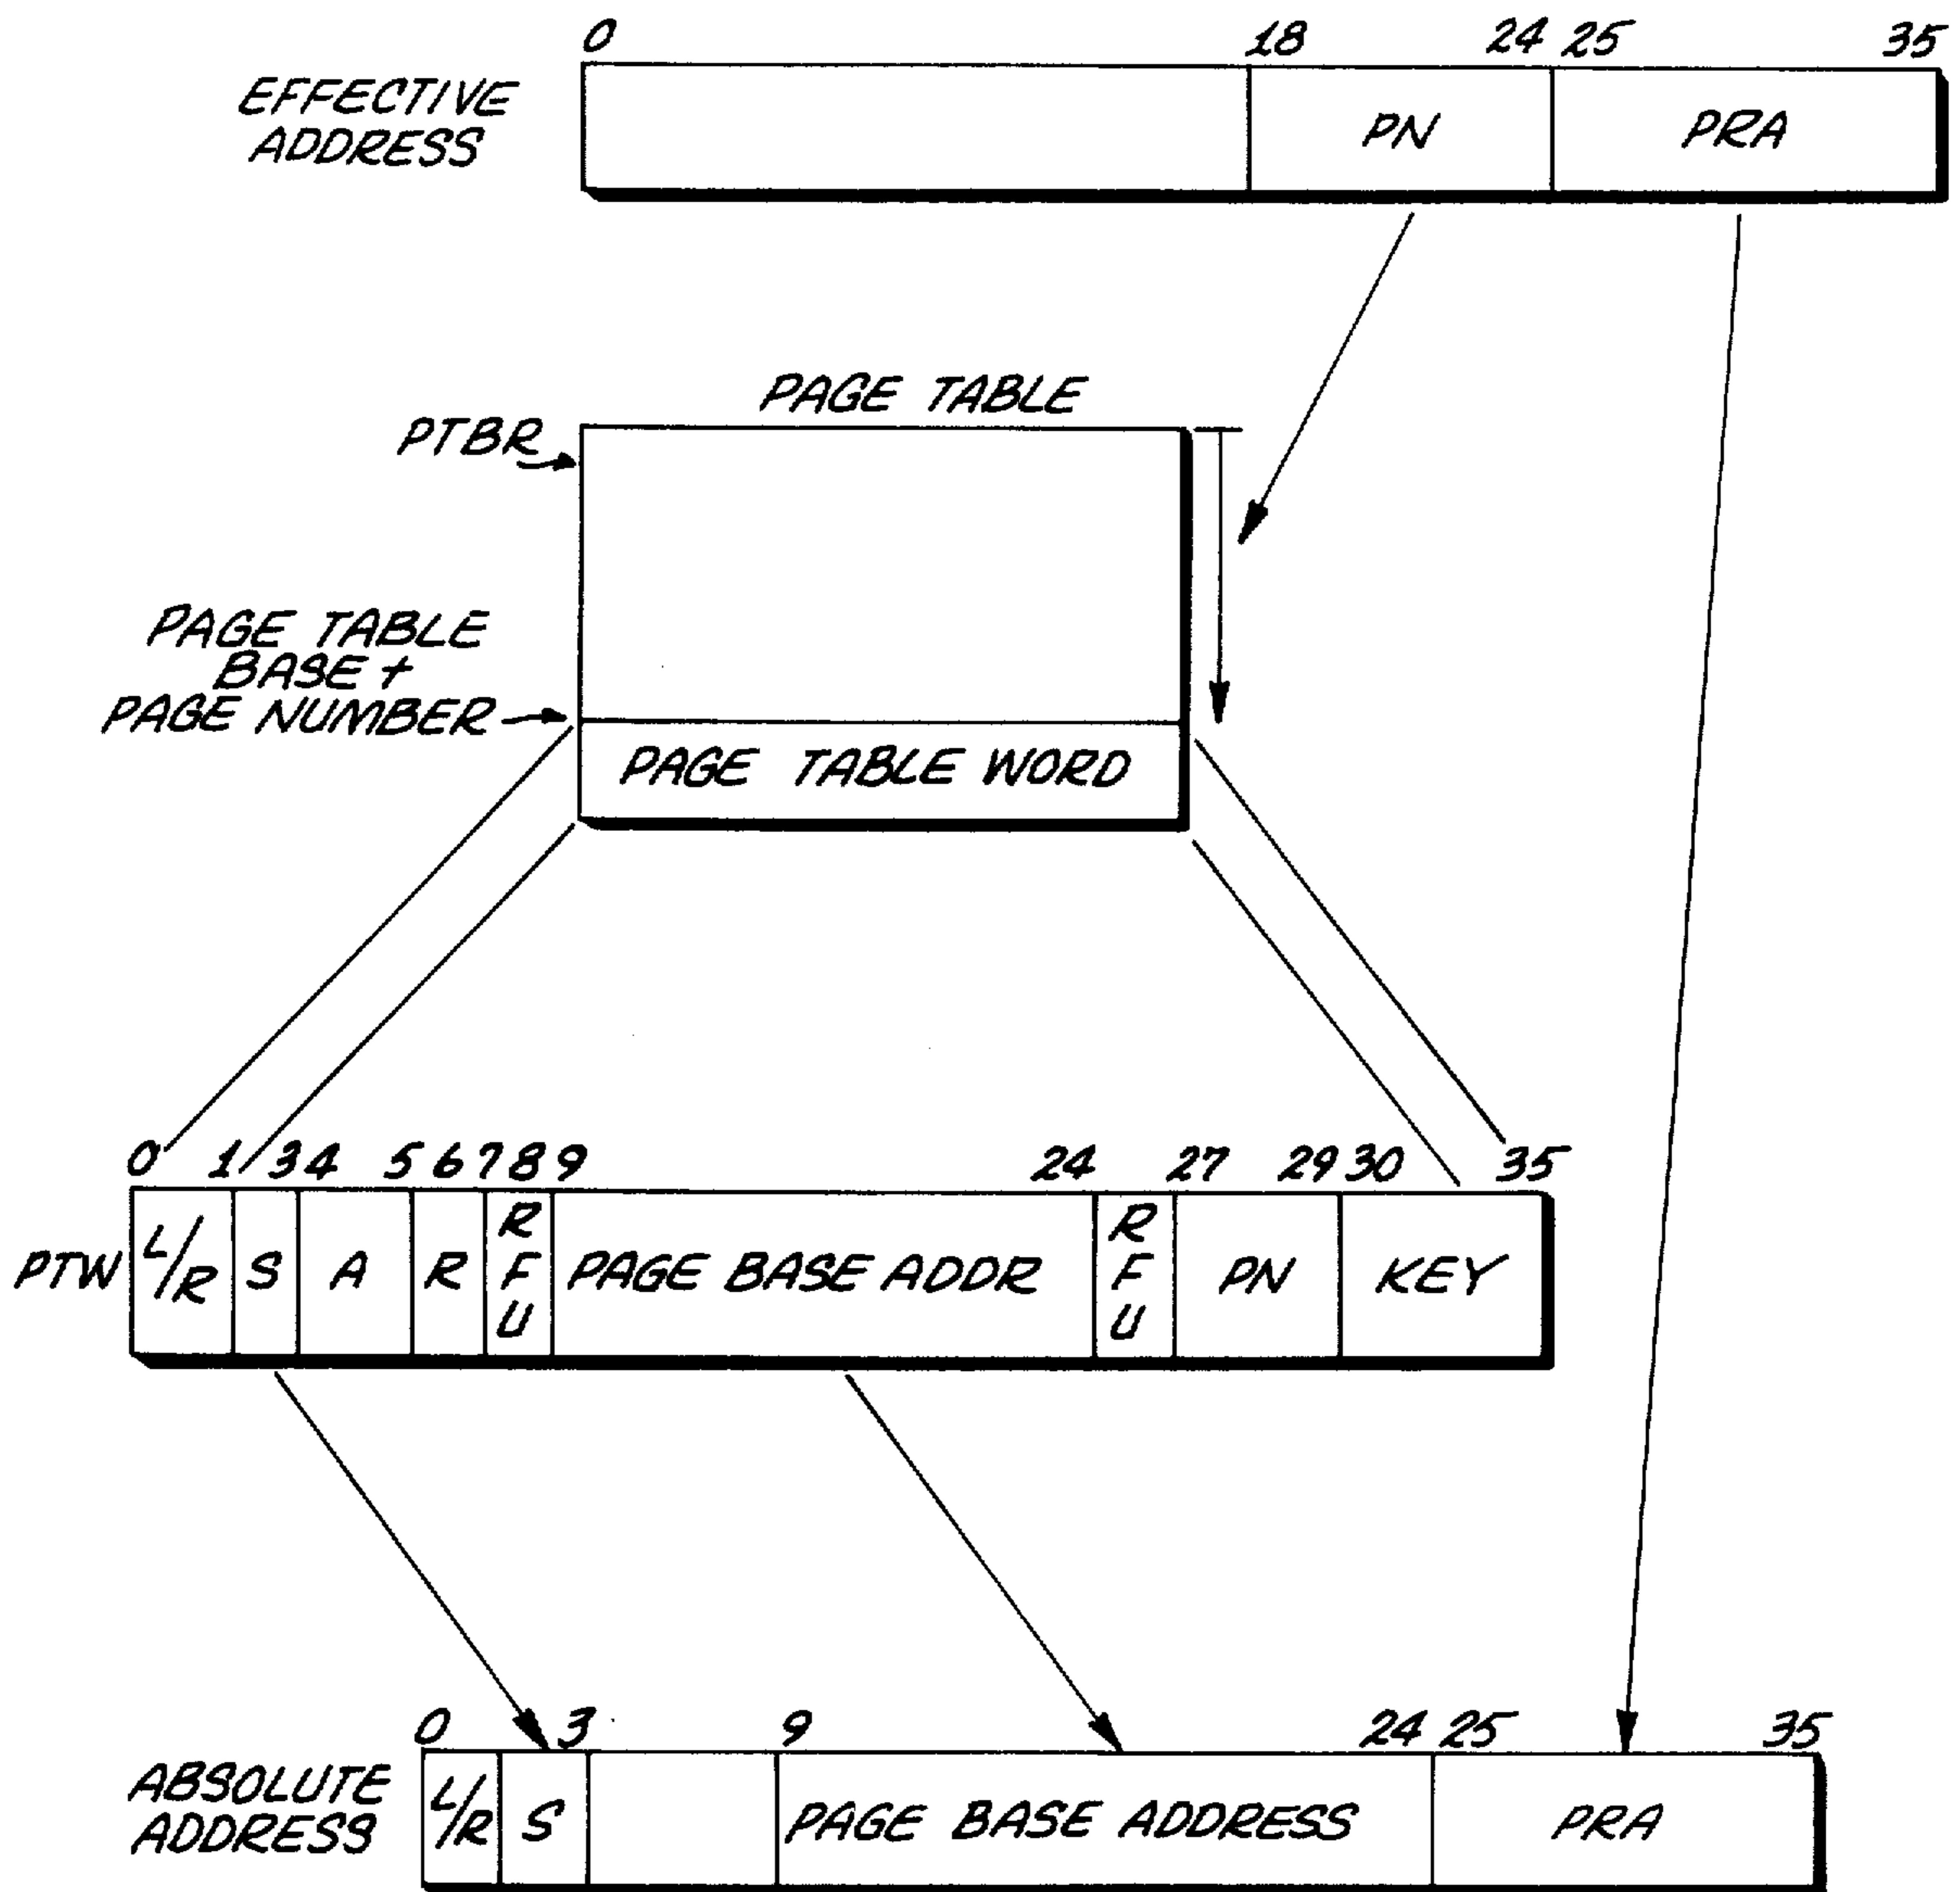 0 18 24 25 35
EFFECTIVE
ADDRESS
PN PRA
PAGE TABLE
PTBR
PAGE TABLE
BASE +
PAGE NUMBER
PAGE TABLE WORD
0 1 3 4 5 6 7 8 9 24 27 29 30 35
PTW L/R S A R RFU PAGE BASE ADDR RFU PN KEY
0 3 9 24 25 35
ABSOLUTE
ADDRESS
L/R S PAGE BASE ADDRESS PRA